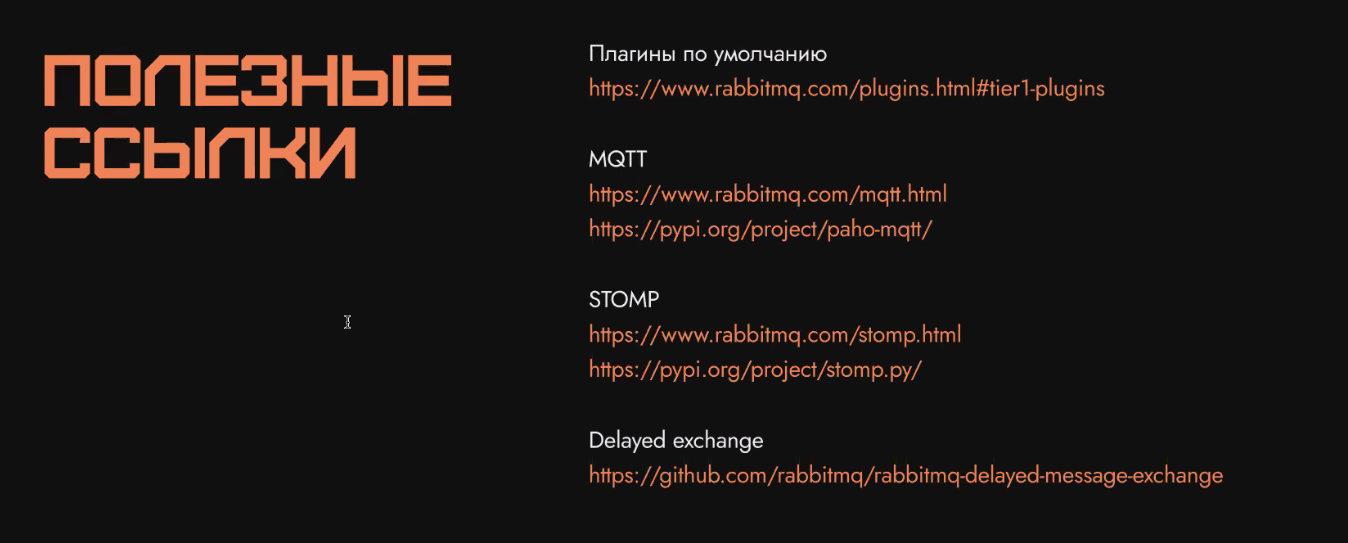 ПОЛЕЗНЫЕ
ССЫЛКИ
Плагины по умолчанию
https://www.rabbitmq.com/plugins.html#tier1-plugins
MQTT
https://www.rabbitmq.com/mqtt.html
https://pypi.org/project/paho-mqtt/
STOMP
https://www.rabbitmq.com/stomp.html
https://pypi.org/project/stomp.py/
Delayed exchange
https://github.com/rabbitmq/rabbitmq-delayed-message-exchange